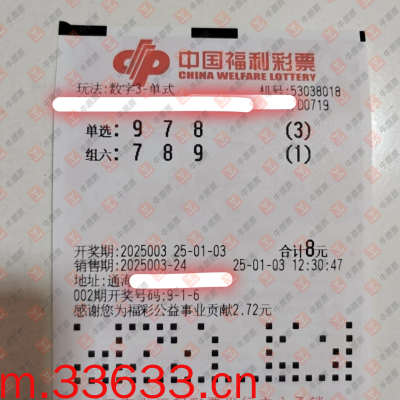 中国福利彩票
CHINA WELFARE LOTTERY
玩法:数字3-单式 机号:53038018
00719
单选: 9 7 8 (3)
组六: 7 8 9 (1)
开奖期:2025003 25-01-03 合计8元
销售期:2025003-24 25-01-03 12:30:47
地址:通
002期开奖号码:9-1-6
感谢您为福彩公益事业贡献2.72元
m.33633.cn